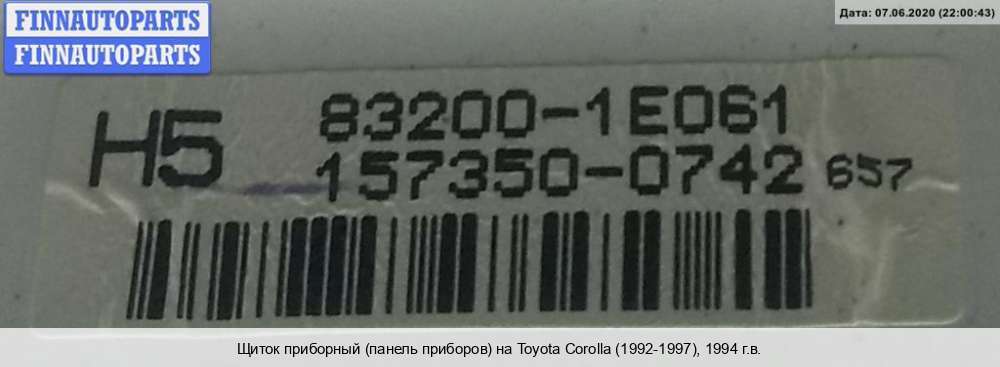 FINNAUTOPARTS
FINNAUTOPARTS
Дата: 07.06.2020 (22:00:43)
H5
83200-1E061
157350-0742 657
Щиток приборный (панель приборов) на Toyota Corolla (1992-1997), 1994 г.в.